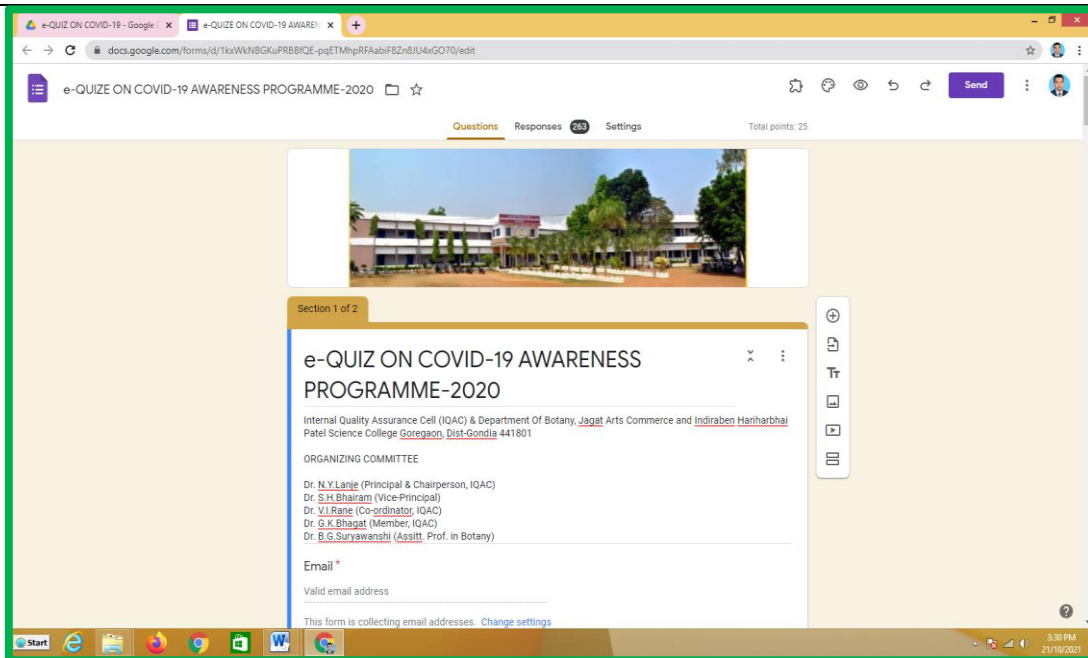 e-QUIZ ON COVID-19 - Google
e-QUIZE ON COVID-19 AWAREN
docs.google.com/forms/d/1kxWkNBGKuPRBBfQE-pqETMhpRFAabiF8Zn8JU4xGO70/edit
e-QUIZE ON COVID-19 AWARENESS PROGRAMME-2020
Send
Questions Responses 263 Settings
Total points: 25
Section 1 of 2
e-QUIZ ON COVID-19 AWARENESS
PROGRAMME-2020
Internal Quality Assurance Cell (IQAC) & Department Of Botany, Jagat Arts Commerce and Indiraben Hariharbhai
Patel Science College Goregaon, Dist-Gondia 441801
ORGANIZING COMMITTEE
Dr. N.Y.Lanje (Principal & Chairperson, IQAC)
Dr. S.H.Bhairam (Vice-Principal)
Dr. V.I.Rane (Co-ordinator, IQAC)
Dr. G.K.Bhagat (Member, IQAC)
Dr. B.G.Suryawanshi (Assitt. Prof. in Botany)
Email *
Valid email address
This form is collecting email addresses. Change settings
Start
3:30 PM
21/10/2021